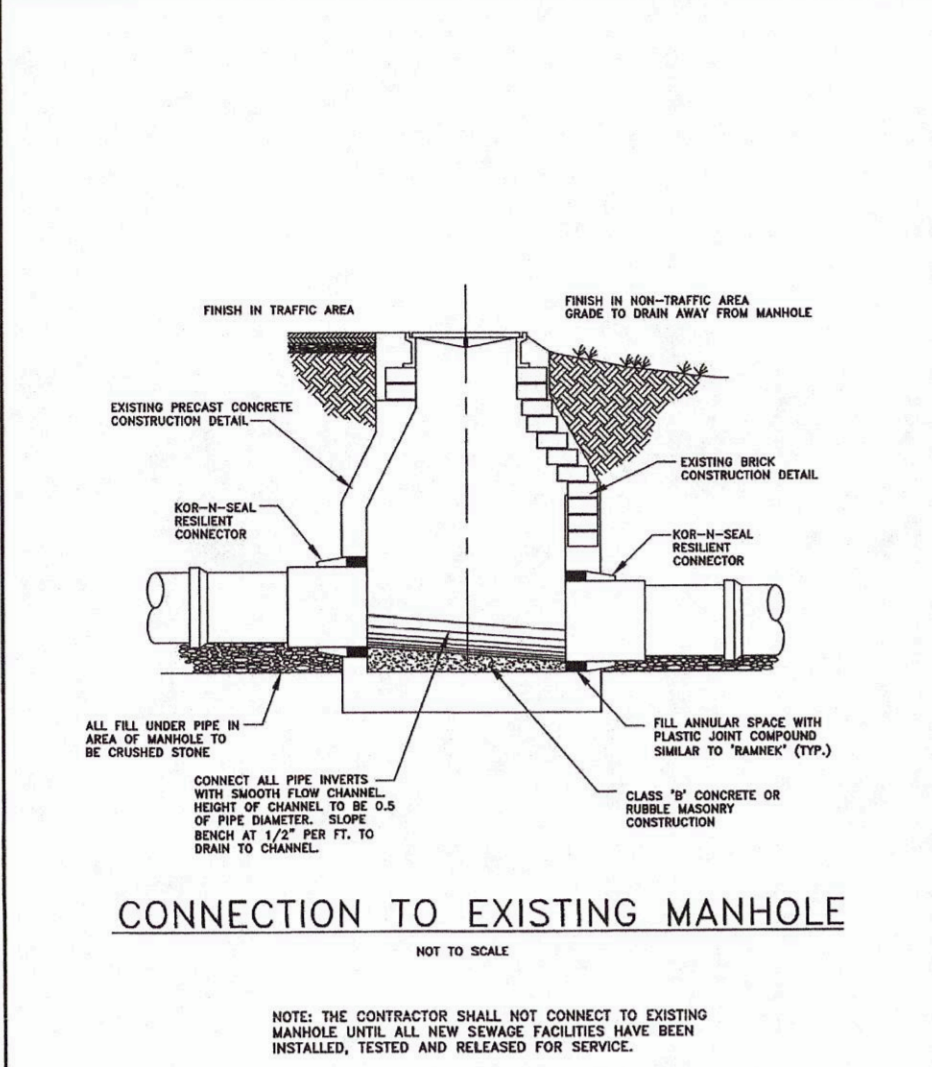 FINISH IN TRAFFIC AREA
FINISH IN NON-TRAFFIC AREA
GRADE TO DRAIN AWAY FROM MANHOLE
EXISTING PRECAST CONCRETE
CONSTRUCTION DETAIL
EXISTING BRICK
CONSTRUCTION DETAIL
KOR-N-SEAL
RESILIENT
CONNECTOR
KOR-N-SEAL
RESILIENT
CONNECTOR
ALL FILL UNDER PIPE IN
AREA OF MANHOLE TO
BE CRUSHED STONE
FILL ANNULAR SPACE WITH
PLASTIC JOINT COMPOUND
SIMILAR TO 'RAMNEK' (TYP.)
CONNECT ALL PIPE INVERTS
WITH SMOOTH FLOW CHANNEL.
HEIGHT OF CHANNEL TO BE 0.5
OF PIPE DIAMETER. SLOPE
BENCH AT 1/2" PER FT. TO
DRAIN TO CHANNEL.
CLASS 'B' CONCRETE OR
RUBBLE MASONRY
CONSTRUCTION
CONNECTION TO EXISTING MANHOLE
NOT TO SCALE
NOTE: THE CONTRACTOR SHALL NOT CONNECT TO EXISTING
MANHOLE UNTIL ALL NEW SEWAGE FACILITIES HAVE BEEN
INSTALLED, TESTED AND RELEASED FOR SERVICE.